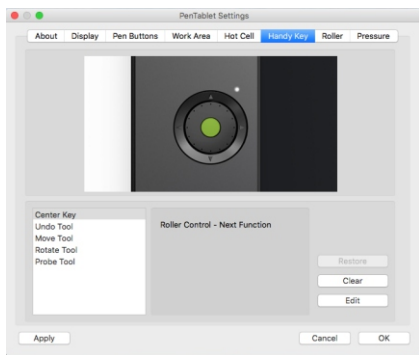 PenTablet Settings
About Display Pen Buttons Work Area Hot Cell Handy Key Roller Pressure
Center Key
Undo Tool
Move Tool
Rotate Tool
Probe Tool
Roller Control - Next Function
Restore
Clear
Edit
Apply Cancel OK